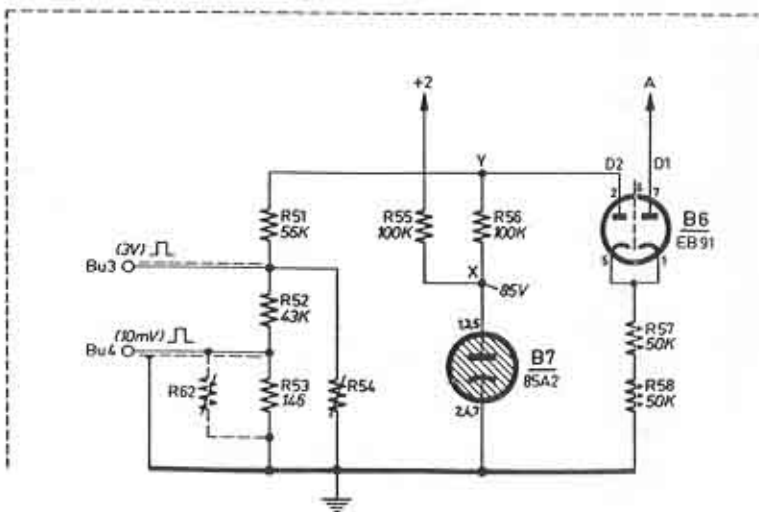 +2
A
Y
D2
D1
2
7
R51
56K
R55
100K
R56
100K
B6
EB91
5
1
(3V)
Bu3
X
85V
R52
43K
1,3,5
R57
50K
(10mV)
Bu4
B7
85A2
R62
R53
146
R54
R58
50K
2,4,7